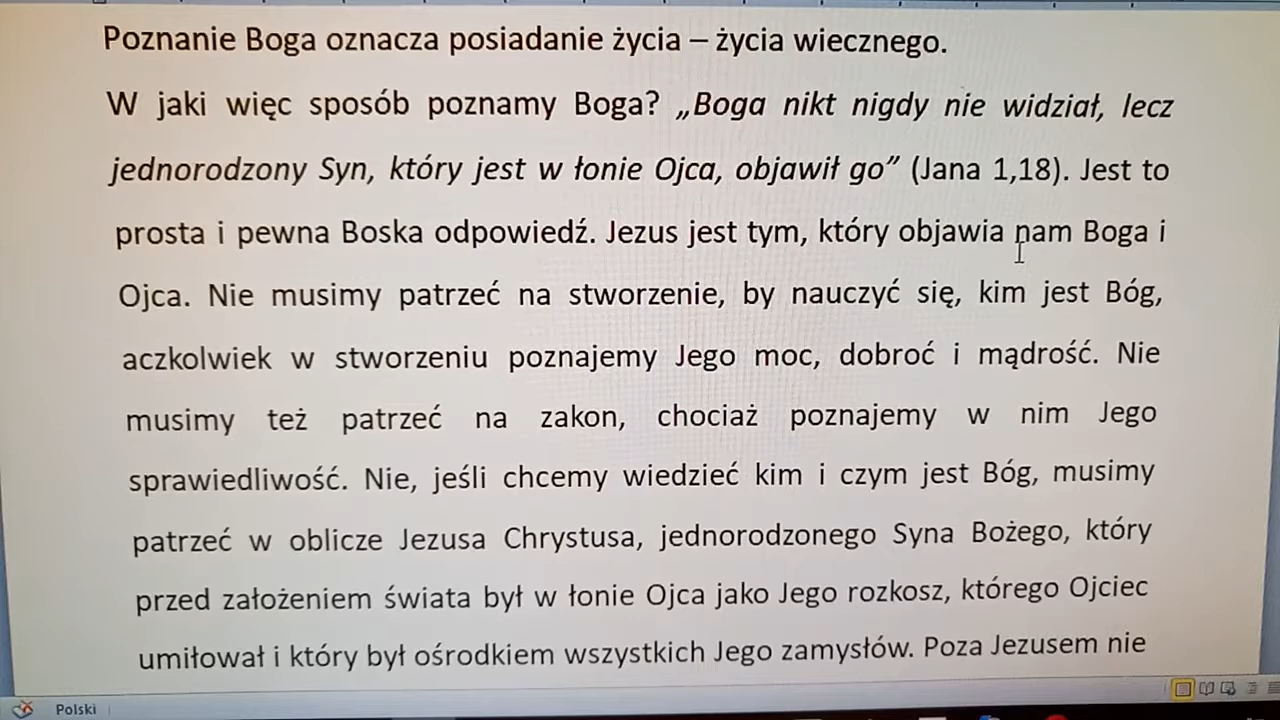 Poznanie Boga oznacza posiadanie życia – życia wiecznego.
W jaki więc sposób poznamy Boga? „Boga nikt nigdy nie widział, lecz
jednorodzony Syn, który jest w łonie Ojca, objawił go” (Jana 1,18). Jest to
prosta i pewna Boska odpowiedź. Jezus jest tym, który objawia nam Boga i
Ojca. Nie musimy patrzeć na stworzenie, by nauczyć się, kim jest Bóg,
aczkolwiek w stworzeniu poznajemy Jego moc, dobroć i mądrość. Nie
musimy też patrzeć na zakon, chociaż poznajemy w nim Jego
sprawiedliwość. Nie, jeśli chcemy wiedzieć kim i czym jest Bóg, musimy
patrzeć w oblicze Jezusa Chrystusa, jednorodzonego Syna Bożego, który
przed założeniem świata był w łonie Ojca jako Jego rozkosz, którego Ojciec
umiłował i który był ośrodkiem wszystkich Jego zamysłów. Poza Jezusem nie
Polski